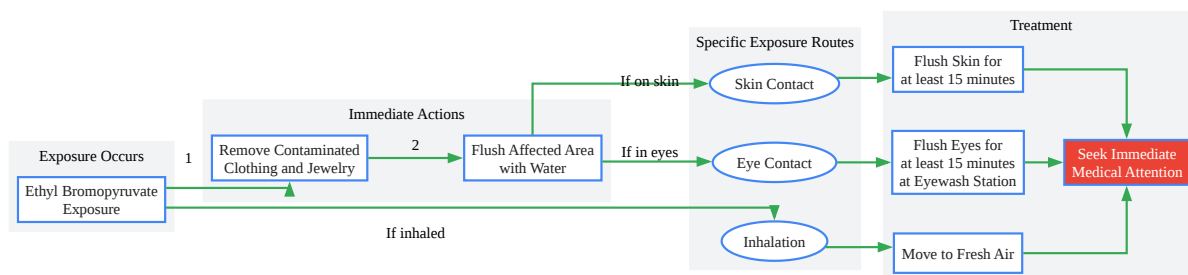 Exposure Occurs
Ethyl Bromopyruvate
Exposure
1
Immediate Actions
Remove Contaminated
Clothing and Jewelry
2
Flush Affected Area
with Water
If on skin
If in eyes
If inhaled
Specific Exposure Routes
Skin Contact
Eye Contact
Inhalation
Treatment
Flush Skin for
at least 15 minutes
Flush Eyes for
at least 15 minutes
at Eyewash Station
Move to Fresh Air
Seek Immediate
Medical Attention